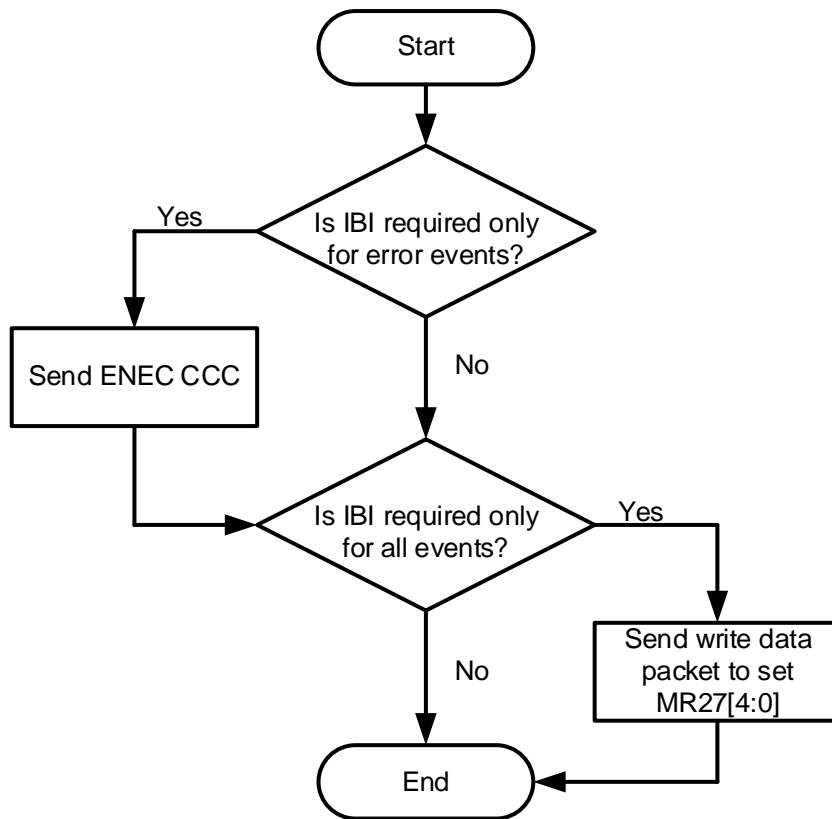 Start
Is IBI required only
for error events?
Yes
Send ENEC CCC
No
Is IBI required only
for all events?
Yes
Send write data
packet to set
MR27[4:0]
No
End